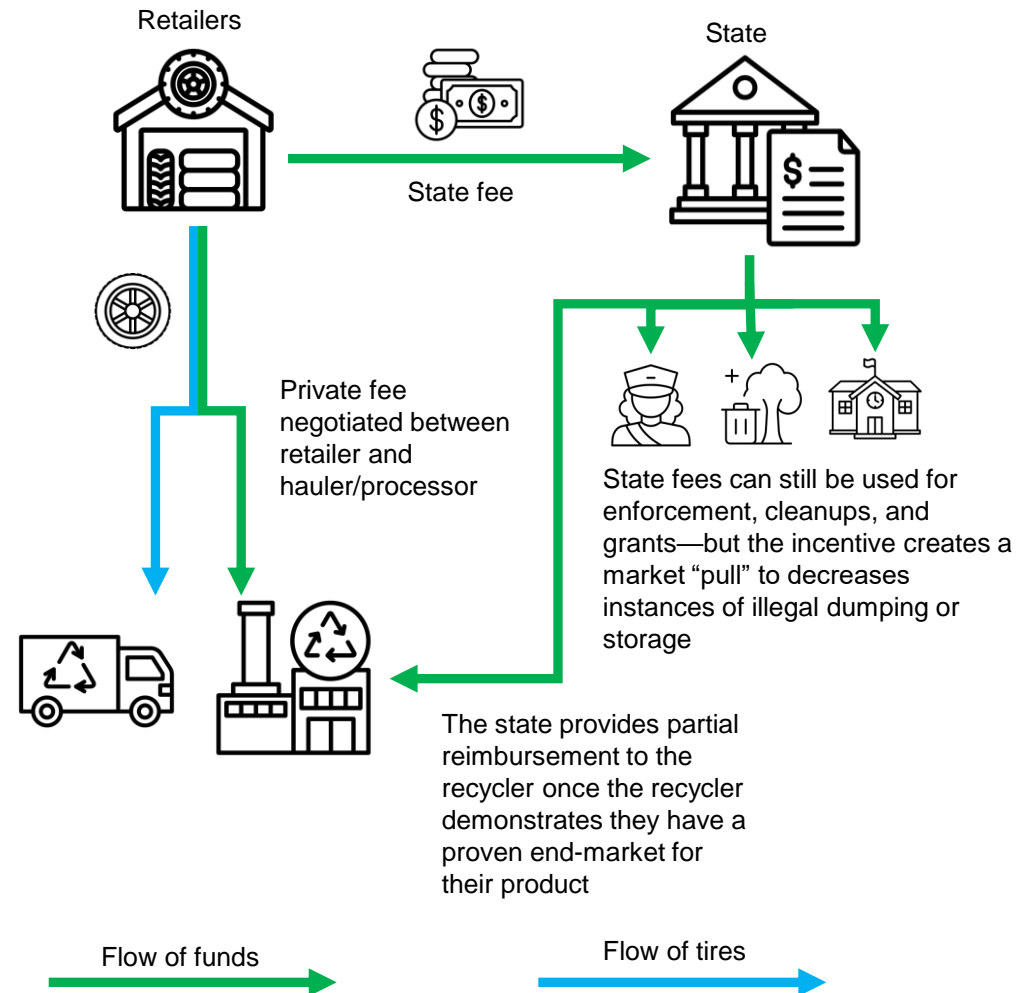 Retailers
State
$
$
State fee
$
Private fee
negotiated between
retailer and
hauler/processor
State fees can still be used for
enforcement, cleanups, and
grants—but the incentive creates a
market “pull” to decreases
instances of illegal dumping or
storage
The state provides partial
reimbursement to the
recycler once the recycler
demonstrates they have a
proven end-market for
their product
Flow of funds
Flow of tires